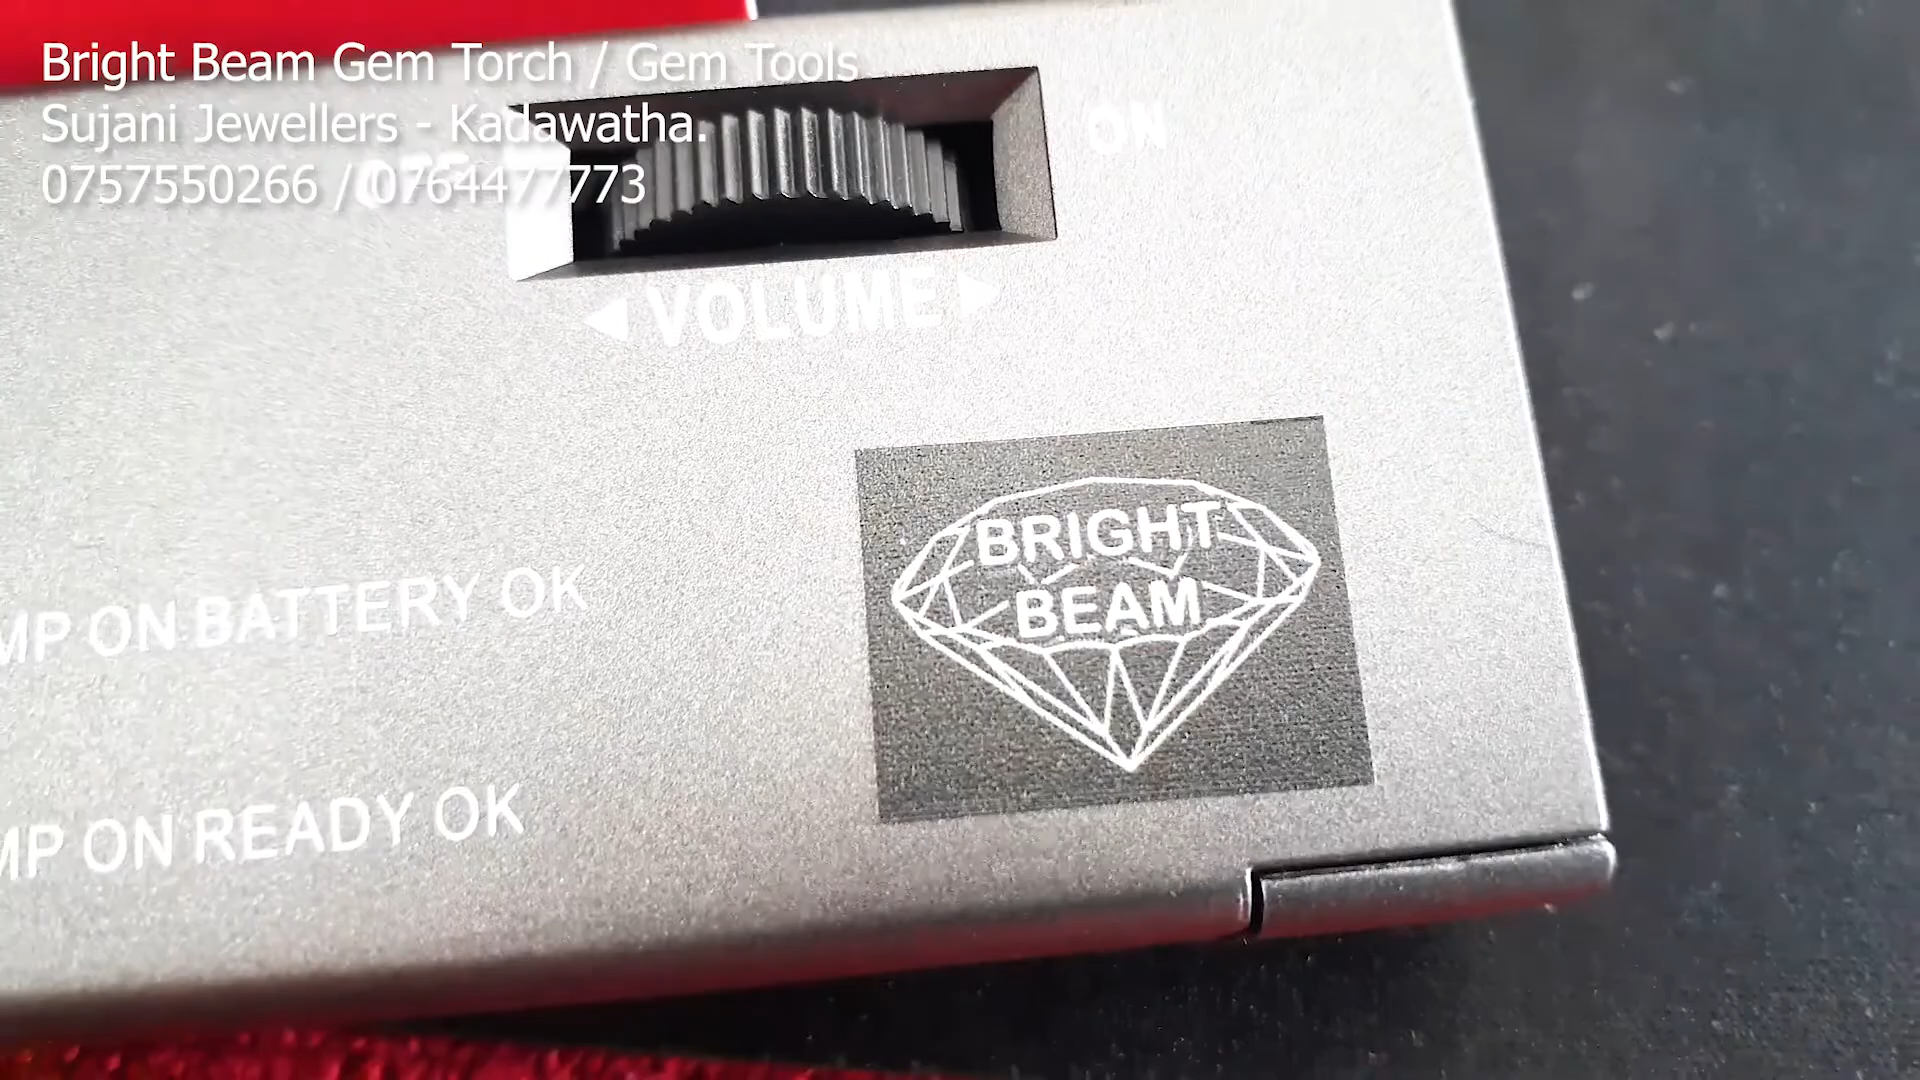 Bright Beam Gem Torch / Gem Tools
Sujani Jewellers - Kadawatha.
0757550266 / 0764477773
ON
◀ VOLUME ▶
BRIGHT
BEAM
MP ON BATTERY OK
MP ON READY OK